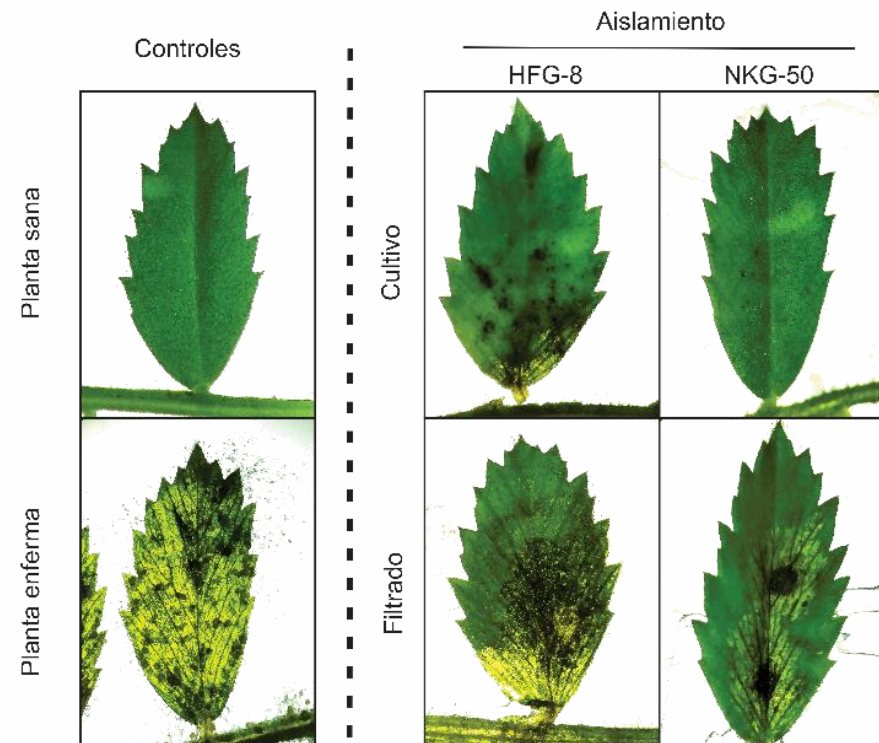 Controles
Aislamiento
HFG-8
NKG-50
Planta sana
Cultivo
Planta enferma
Filtrado